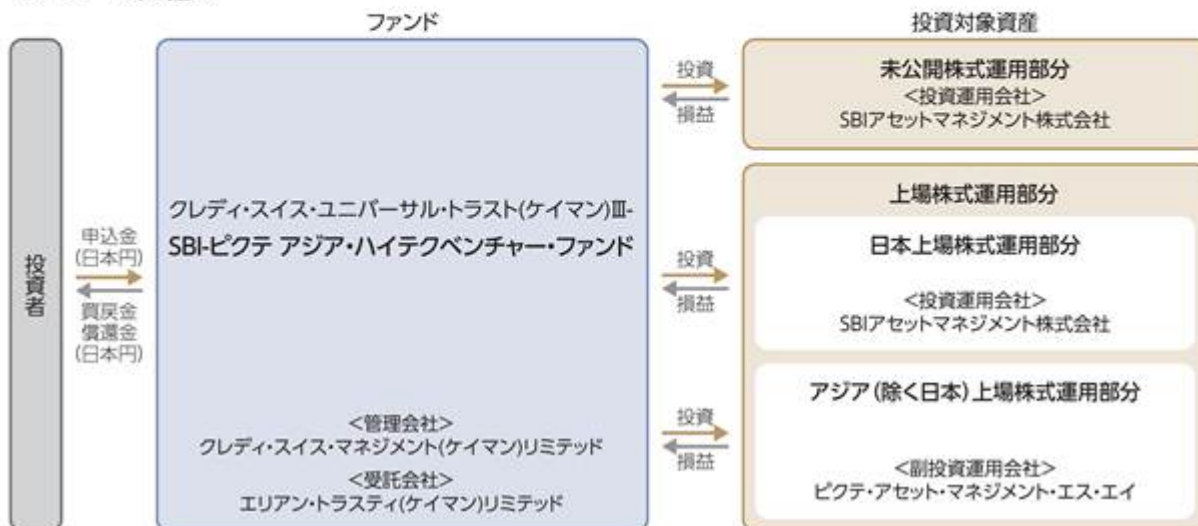 ファンド
投資対象資産
投資者
申込金
(日本円)
買戻金
償還金
(日本円)
クレディ・スイス・ユニバーサル・トラスト(ケイマン)Ⅲ-
SBI-ピクテ アジア・ハイテクベンチャー・ファンド
<管理会社>
クレディ・スイス・マネジメント(ケイマン)リミテッド
<受託会社>
エリアン・トラスティ(ケイマン)リミテッド
投資
損益
未公開株式運用部分
<投資運用会社>
SBIアセットマネジメント株式会社
上場株式運用部分
投資
損益
日本上場株式運用部分
<投資運用会社>
SBIアセットマネジメント株式会社
投資
損益
アジア(除く日本)上場株式運用部分
<副投資運用会社>
ピクテ・アセット・マネジメント・エス・エイ